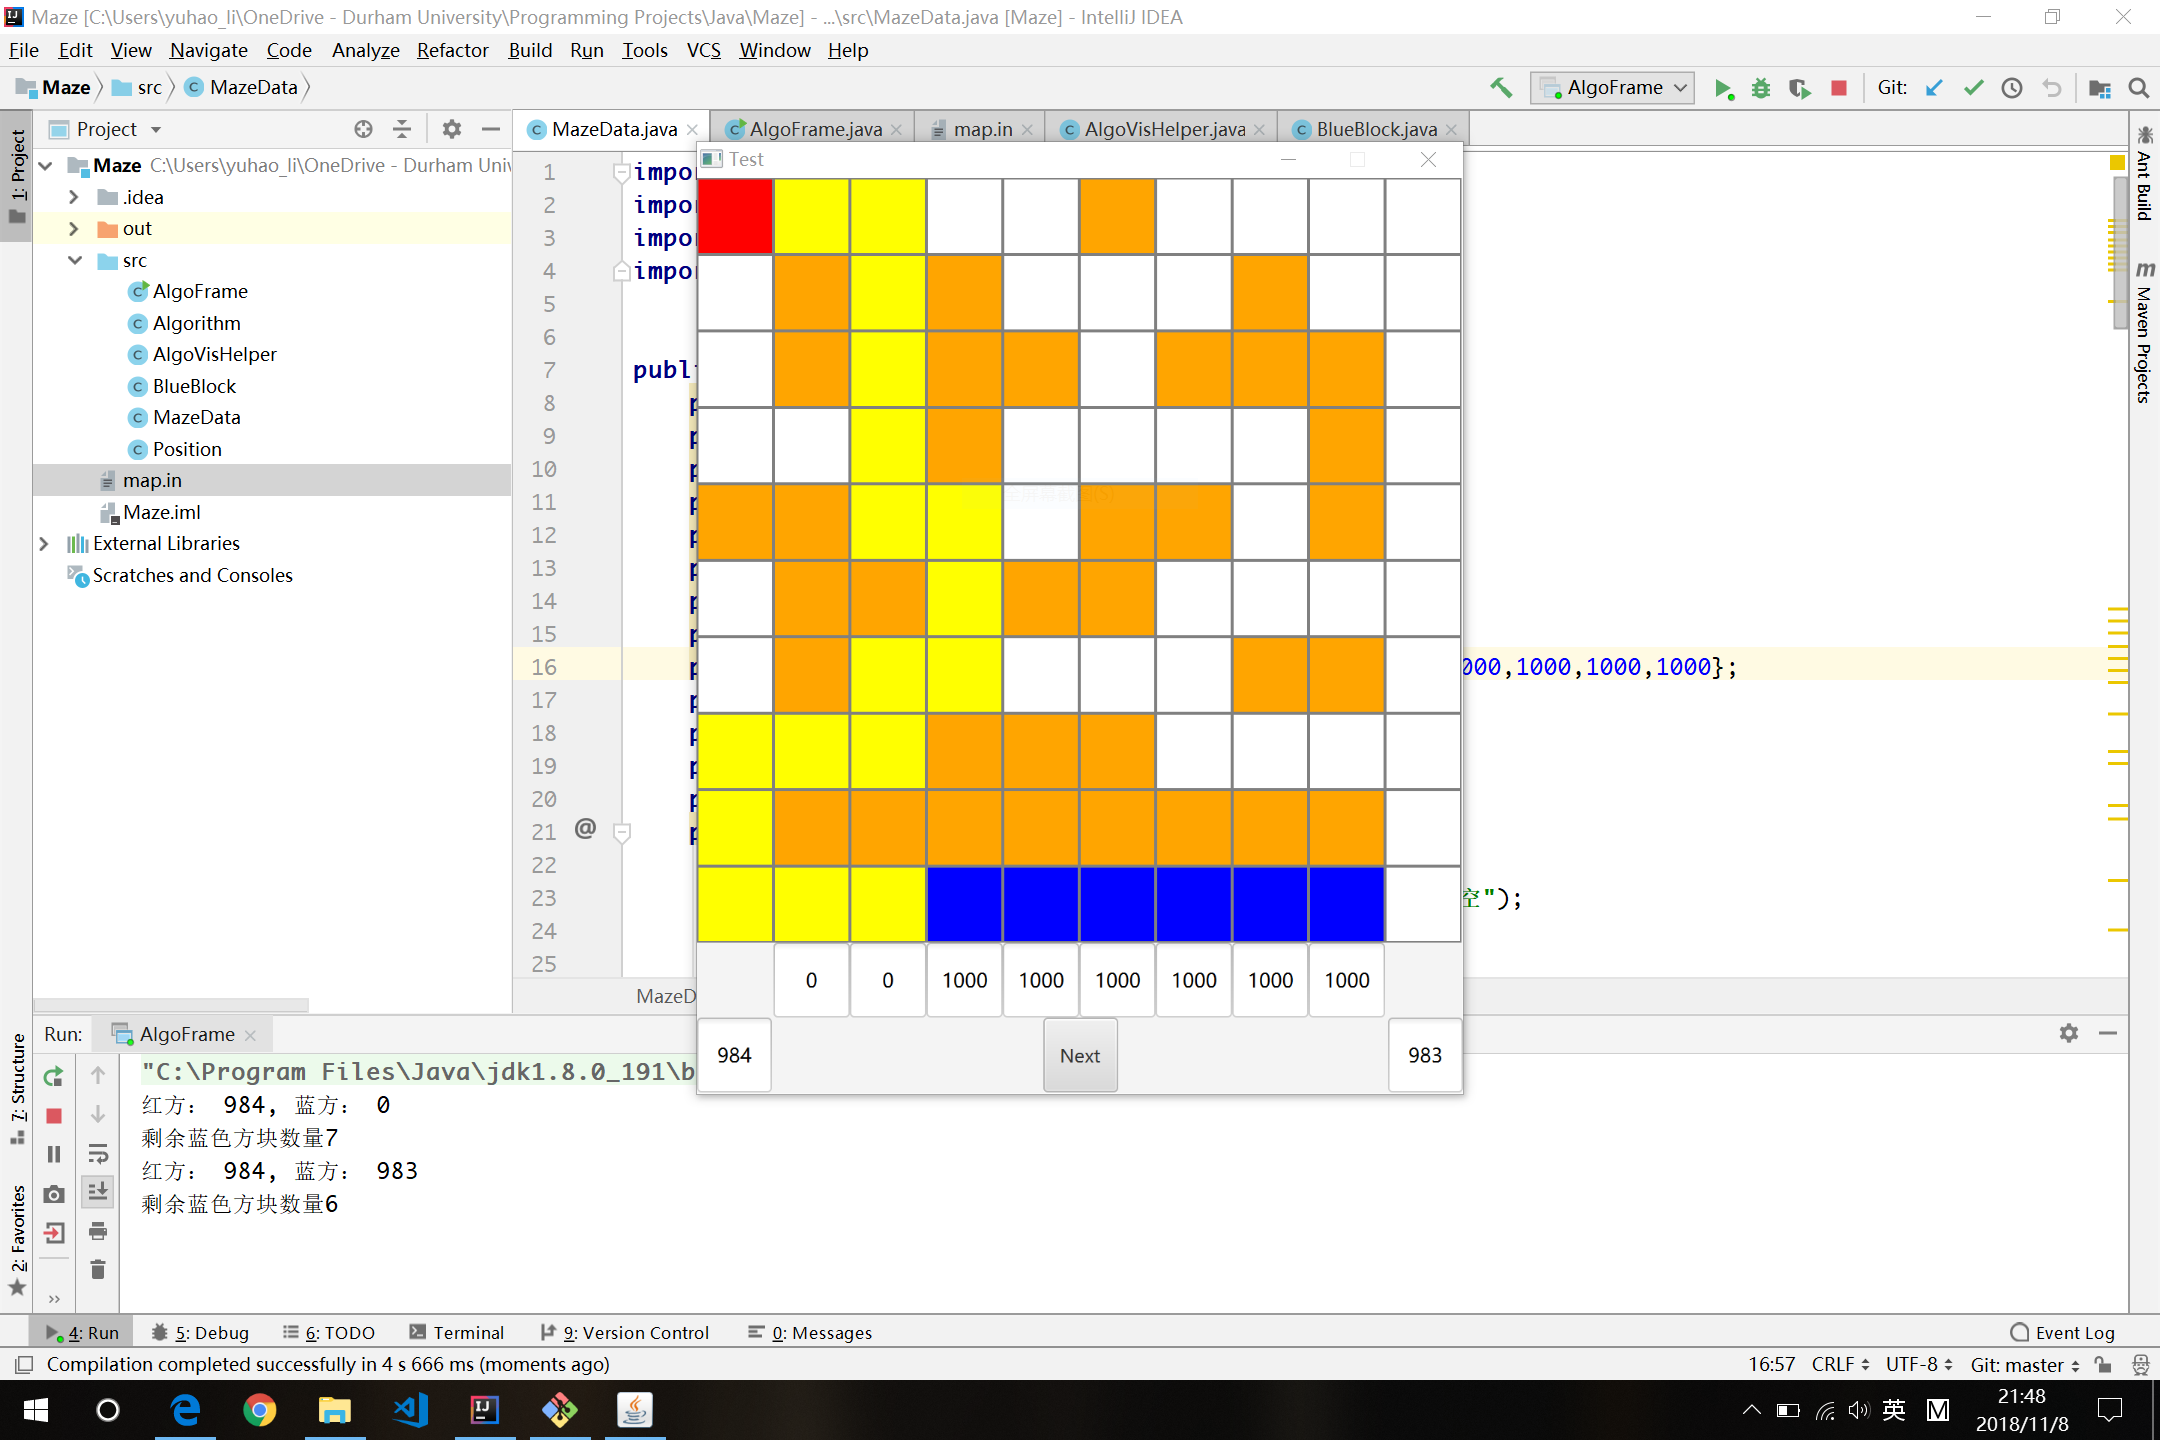 Maze [C:\Users\yuhao_li\OneDrive - Durham University\Programming Projects\Java\Maze] - ...\src\MazeData.java [Maze] - IntelliJ IDEA
File Edit View Navigate Code Analyze Refactor Build Run Tools VCS Window Help
Maze src MazeData AlgoFrame Git:
1: Project
Project
MazeData.java AlgoFrame.java map.in AlgoVisHelper.java BlueBlock.java
Maze C:\Users\yuhao_li\OneDrive - Durham Uni
.idea
out
src
AlgoFrame
Algorithm
AlgoVisHelper
BlueBlock
MazeData
Position
map.in
Maze.iml
External Libraries
Scratches and Consoles
1 impo
2 impo
3 impo
4 impo
5
6
7 publ
8 p
9 p
10 p
11 p
12 p
13 p
14 p
15 p
16 p 000,1000,1000,1000};
17 p
18 p
19 p
20 p
21 @ p
22
23 空");
24
25
MazeD
Test
0 0 1000 1000 1000 1000 1000 1000
984 Next 983
Ant Build
Maven Projects
Run: AlgoFrame
"C:\Program Files\Java\jdk1.8.0_191\b
红方： 984, 蓝方： 0
剩余蓝色方块数量7
红方： 984, 蓝方： 983
剩余蓝色方块数量6
7: Structure
2: Favorites
4: Run 5: Debug 6: TODO Terminal 9: Version Control 0: Messages Event Log
Compilation completed successfully in 4 s 666 ms (moments ago) 16:57 CRLF UTF-8 Git: master
英 M 21:48
2018/11/8